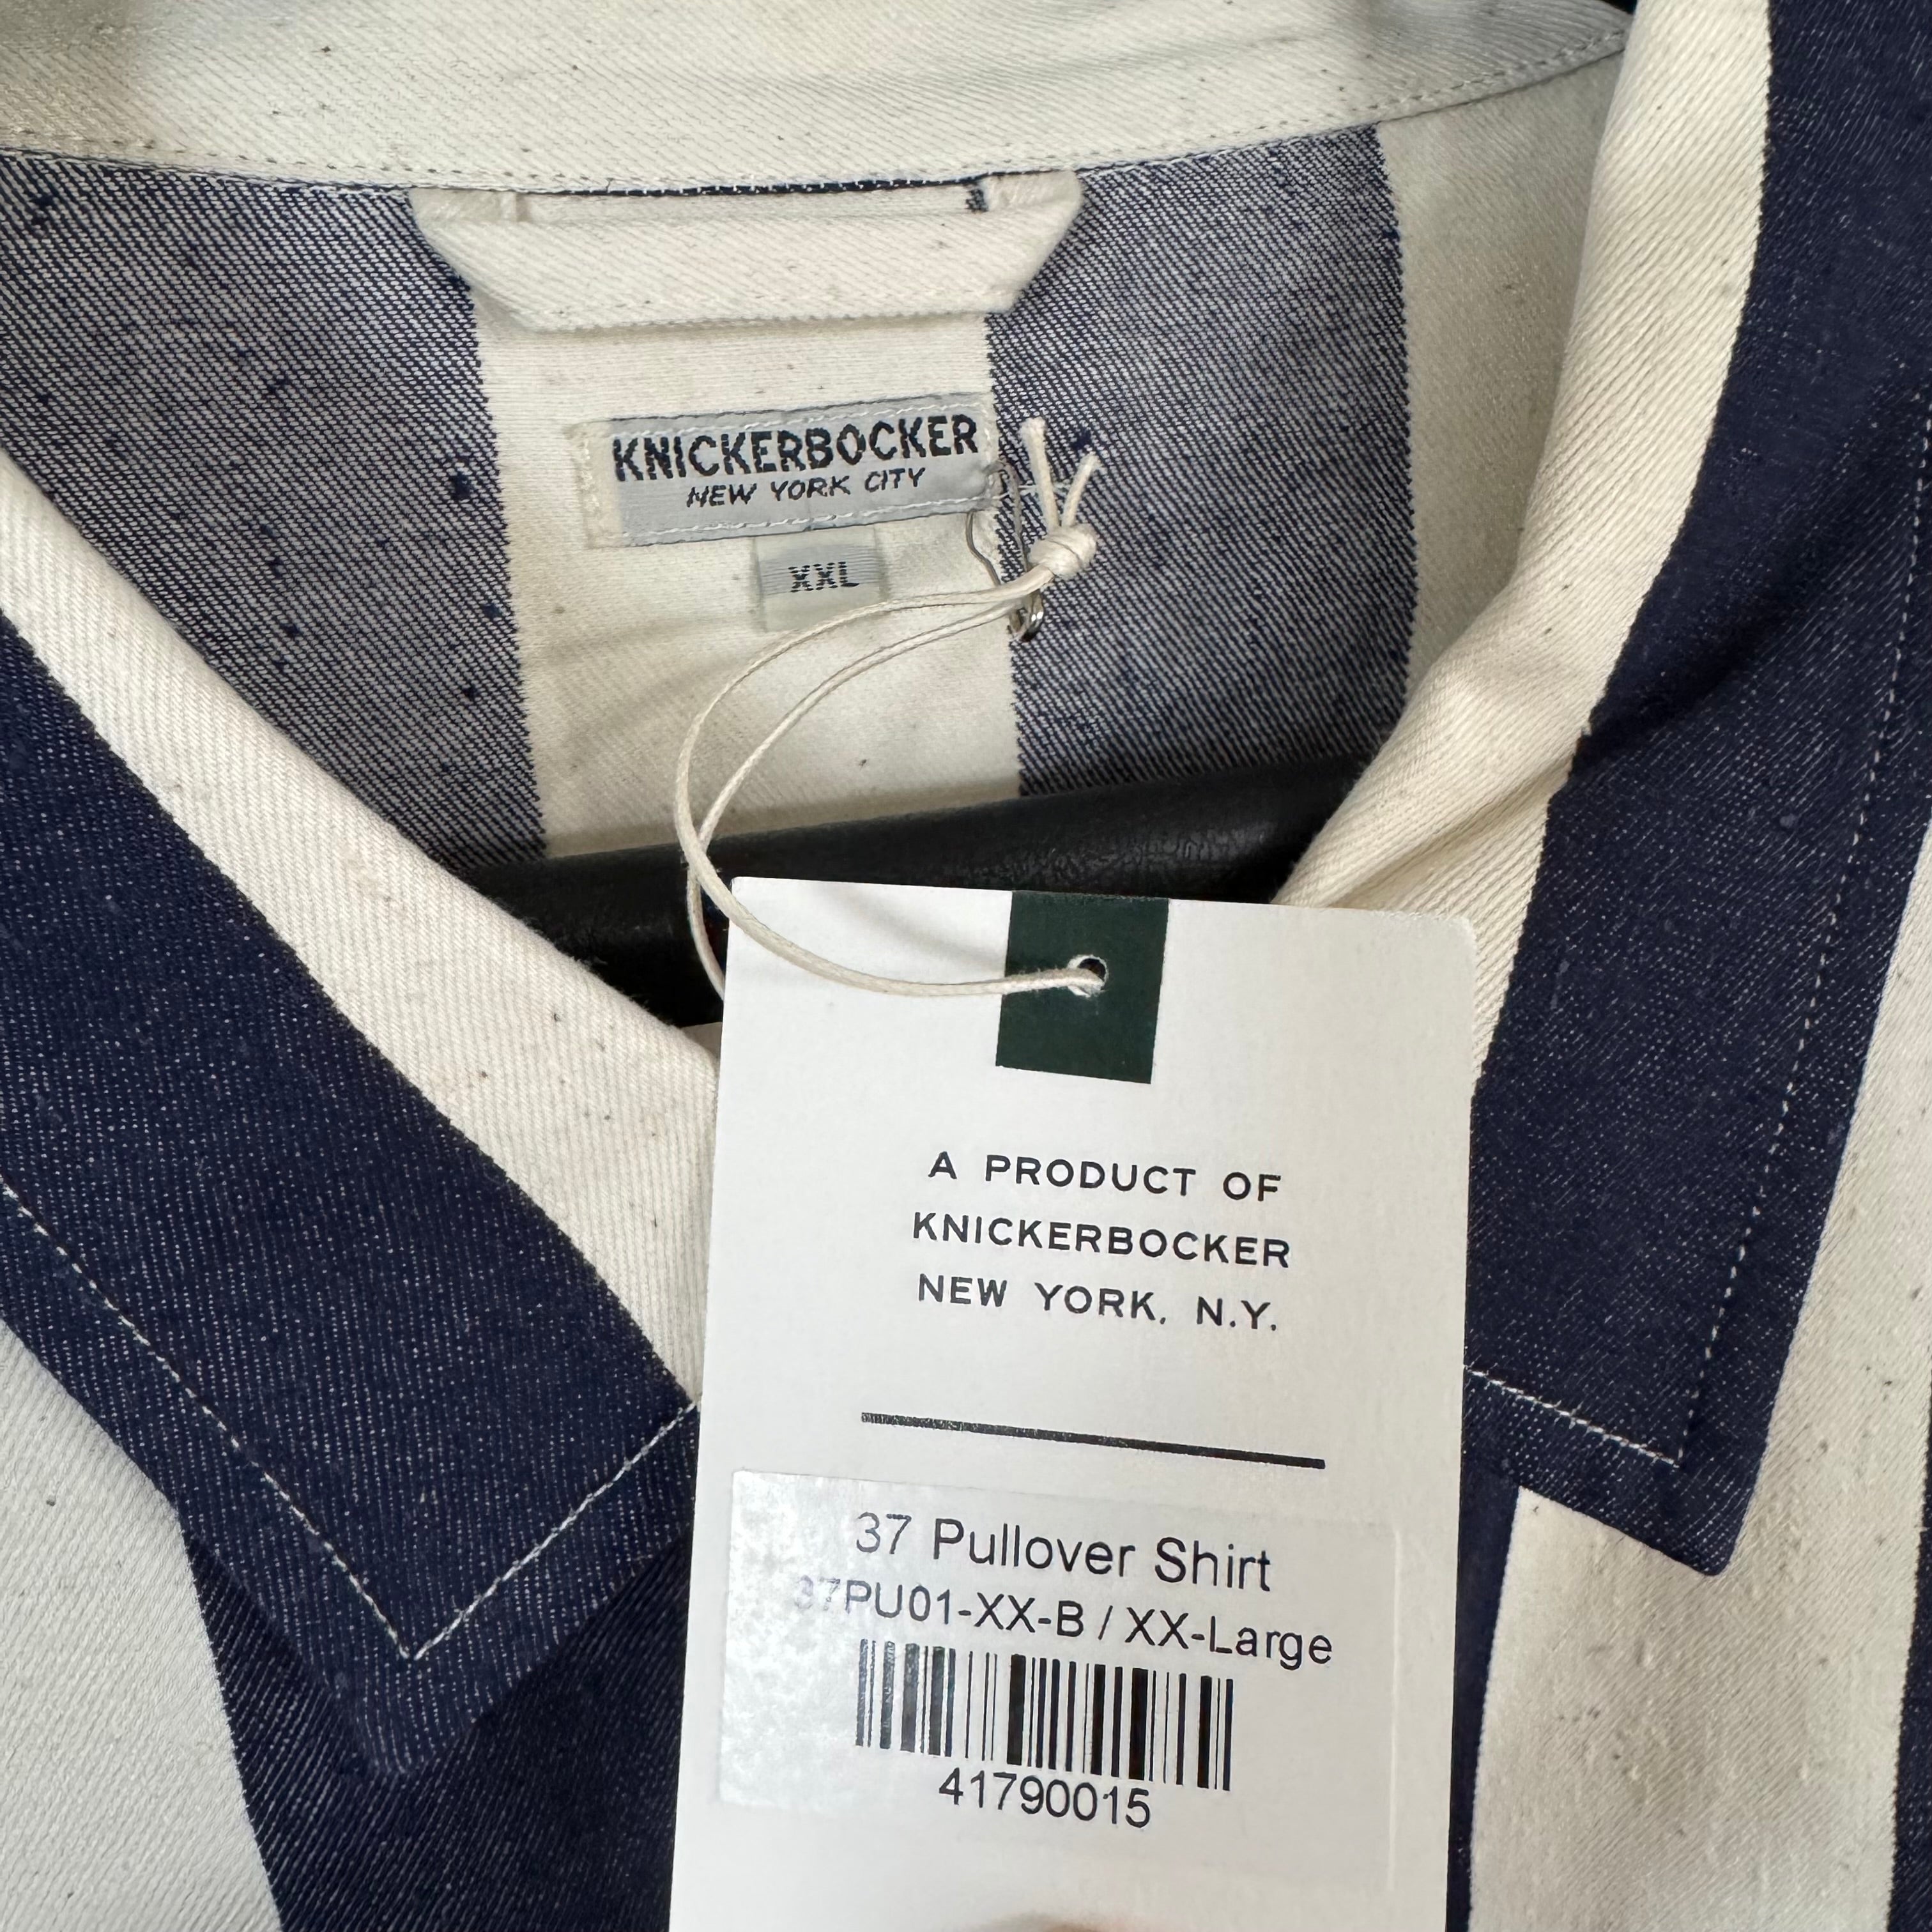 KNICKERBOCKER
NEW YORK CITY
XXL
A PRODUCT OF
KNICKERBOCKER
NEW YORK, N.Y.
37 Pullover Shirt
37PU01-XX-B / XX-Large
41790015